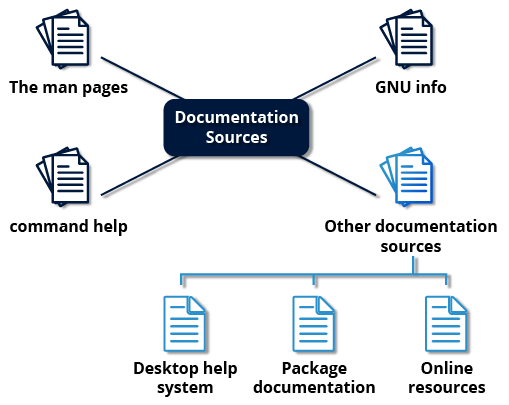 The man pages
GNU info
Documentation
Sources
command help
Other documentation
sources
Desktop help
system
Package
documentation
Online
resources